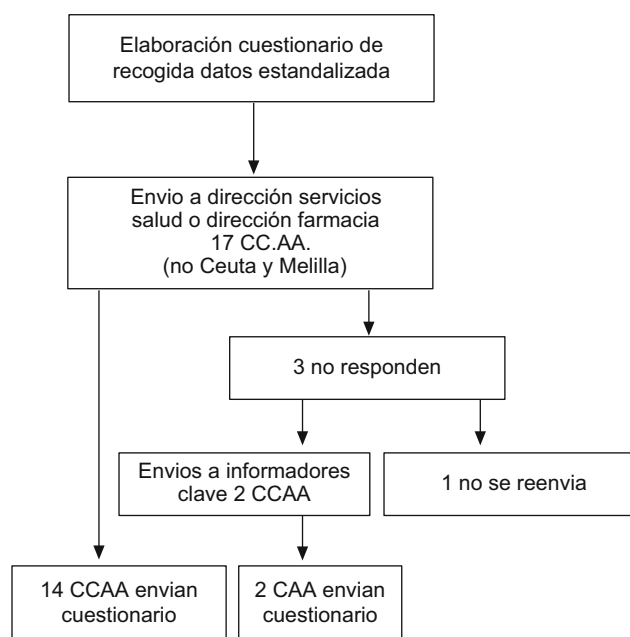 Elaboración cuestionario de
recogida datos estandalizada
Envio a dirección servicios
salud o dirección farmacia
17 CC.AA.
(no Ceuta y Melilla)
3 no responden
Envios a informadores
clave 2 CCAA
1 no se reenvia
14 CCAA envian
cuestionario
2 CAA envian
cuestionario